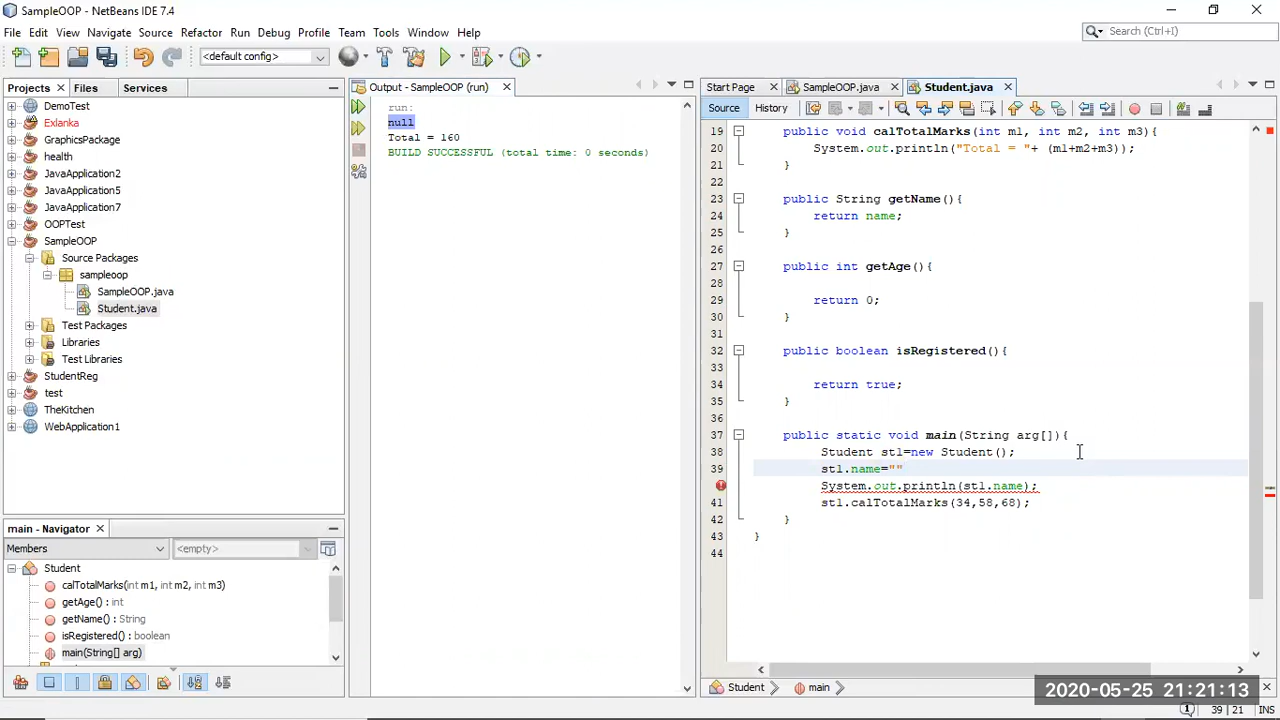 SampleOOP - NetBeans IDE 7.4
File Edit View Navigate Source Refactor Run Debug Profile Team Tools Window Help
Search (Ctrl+I)
<default config>
Projects Files Services
DemoTest
Exlanka
GraphicsPackage
health
JavaApplication2
JavaApplication5
JavaApplication7
OOPTest
SampleOOP
Source Packages
sampleoop
SampleOOP.java
Student.java
Test Packages
Libraries
Test Libraries
StudentReg
test
TheKitchen
WebApplication1
main - Navigator
Members <empty>
Student
calTotalMarks(int m1, int m2, int m3)
getAge() : int
getName() : String
isRegistered() : boolean
main(String[] arg)
Output - SampleOOP (run)
run:
null
Total = 160
BUILD SUCCESSFUL (total time: 0 seconds)
Start Page SampleOOP.java Student.java
Source History
19 public void calTotalMarks(int m1, int m2, int m3){
20 System.out.println("Total = "+ (m1+m2+m3));
21 }
22
23 public String getName(){
24 return name;
25 }
26
27 public int getAge(){
28
29 return 0;
30 }
31
32 public boolean isRegistered(){
33
34 return true;
35 }
36
37 public static void main(String arg[]){
38 Student st1=new Student();
39 st1.name=""
System.out.println(st1.name);
41 st1.calTotalMarks(34,58,68);
42 }
43 }
44
Student main
2020-05-25 21:21:13
39 | 21 INS